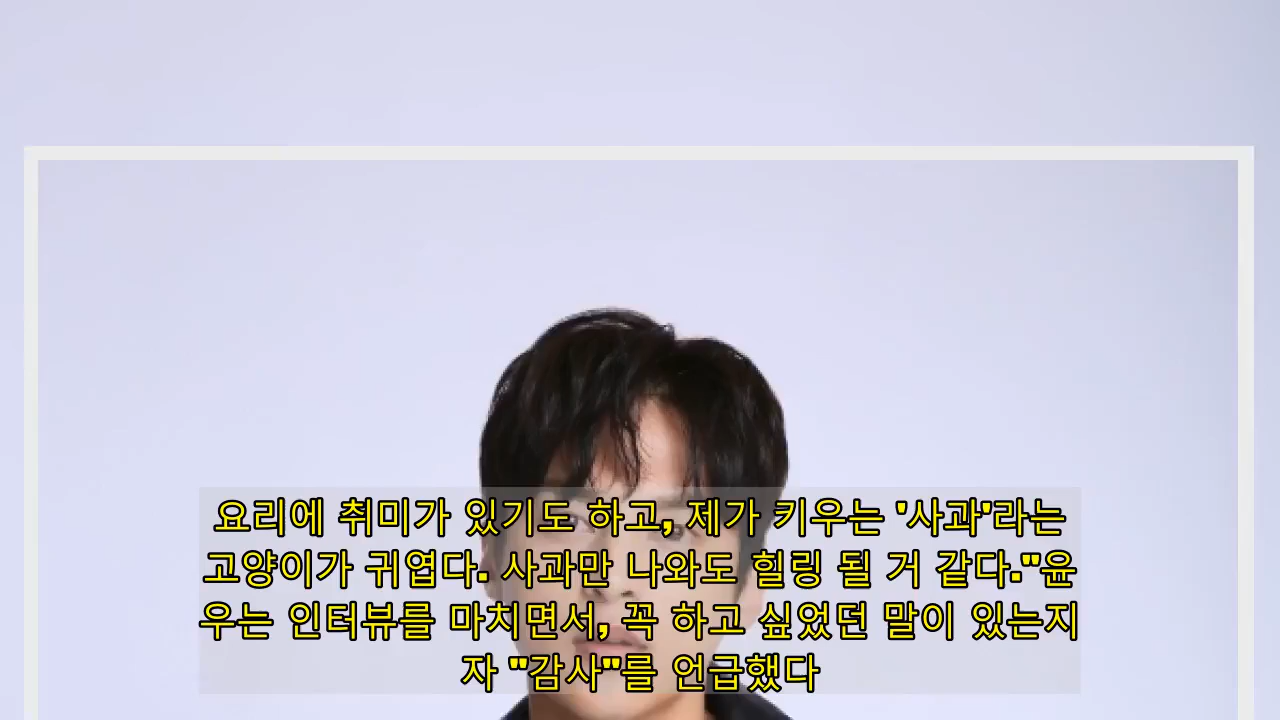 요리에 취미가 있기도 하고, 제가 키우는 '사과'라는
고양이가 귀엽다. 사과만 나와도 힐링 될 거 같다."윤
우는 인터뷰를 마치면서, 꼭 하고 싶었던 말이 있는지
자 "감사"를 언급했다